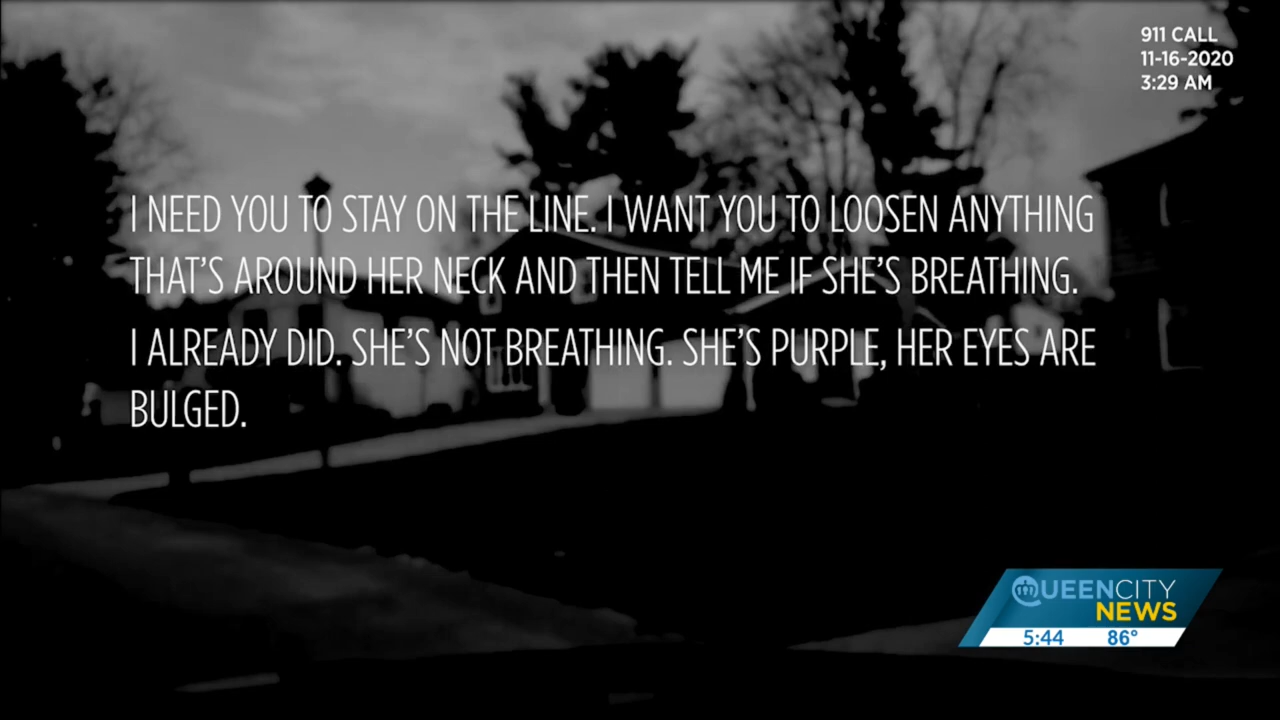 911 CALL
11-16-2020
3:29 AM
I NEED YOU TO STAY ON THE LINE. I WANT YOU TO LOOSEN ANYTHING
THAT'S AROUND HER NECK AND THEN TELL ME IF SHE'S BREATHING.
I ALREADY DID. SHE'S NOT BREATHING. SHE'S PURPLE, HER EYES ARE
BULGED.
QUEENCITY
NEWS
5:44 86°